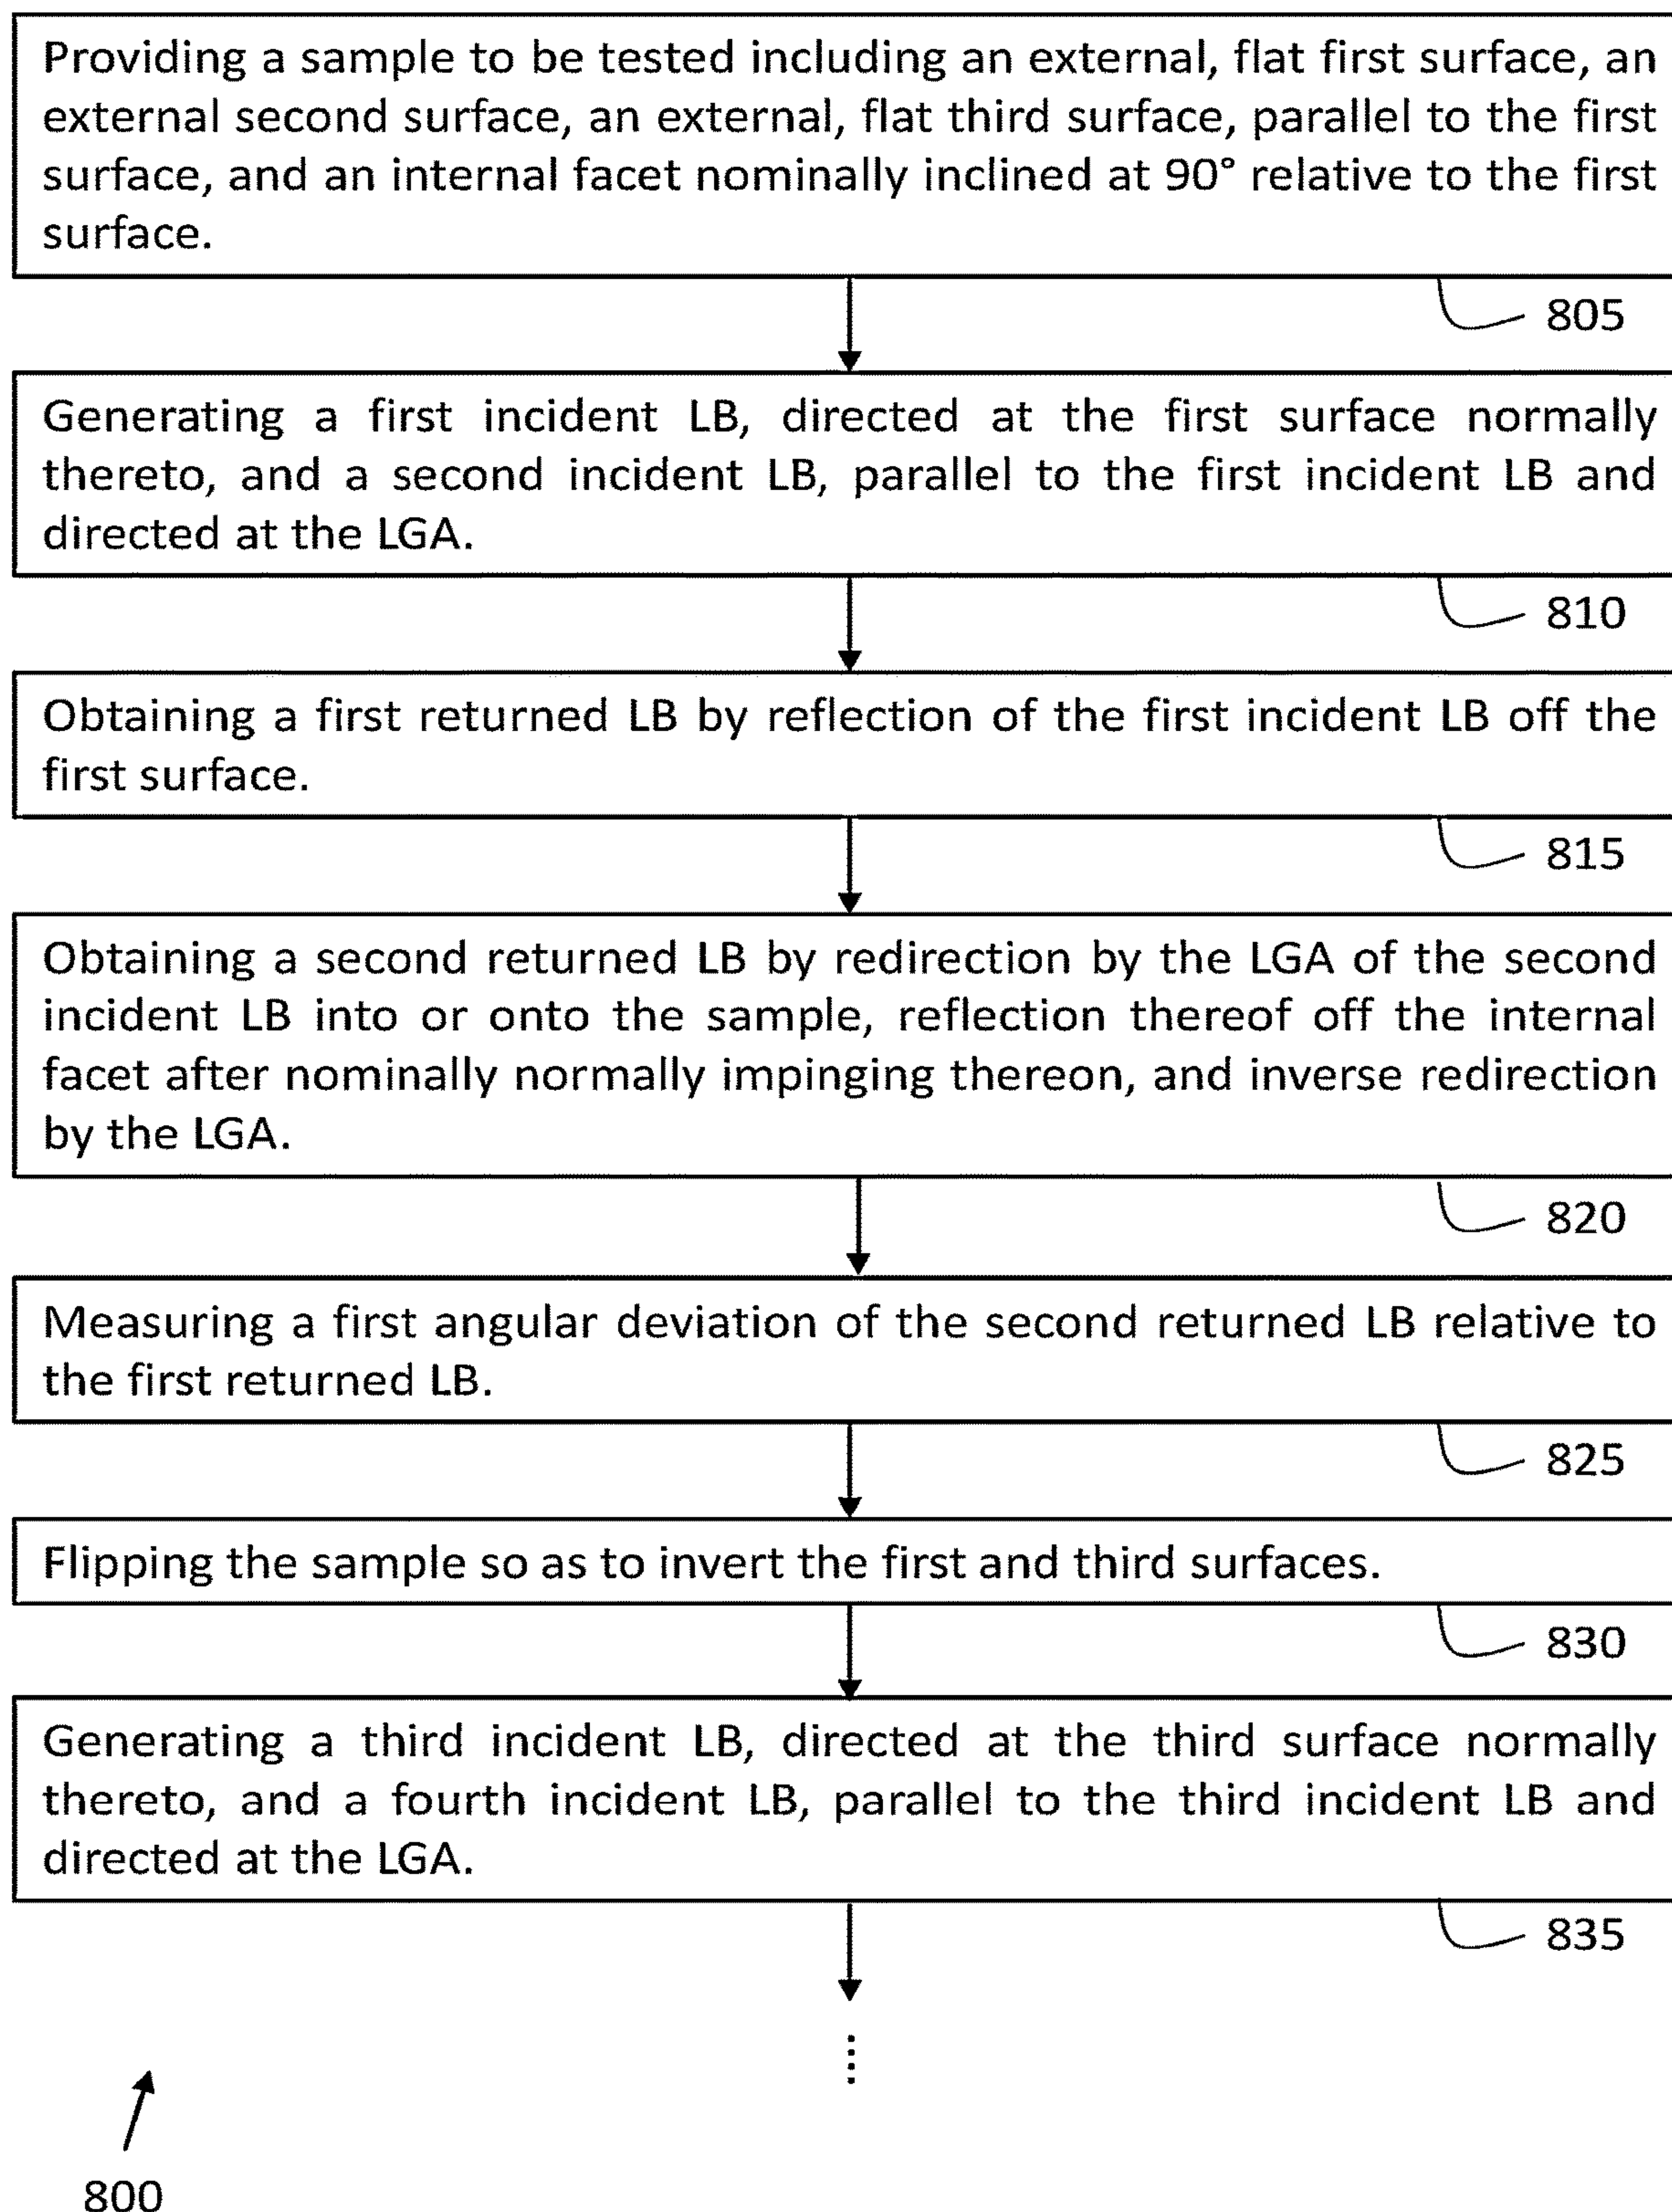 Providing a sample to be tested including an external, flat first surface, an
external second surface, an external, flat third surface, parallel to the first
surface, and an internal facet nominally inclined at 90° relative to the first
surface.
805
Generating a first incident LB, directed at the first surface normally
thereto, and a second incident LB, parallel to the first incident LB and
directed at the LGA.
810
Obtaining a first returned LB by reflection of the first incident LB off the
first surface.
815
Obtaining a second returned LB by redirection by the LGA of the second
incident LB into or onto the sample, reflection thereof off the internal
facet after nominally normally impinging thereon, and inverse redirection
by the LGA.
820
Measuring a first angular deviation of the second returned LB relative to
the first returned LB.
825
Flipping the sample so as to invert the first and third surfaces.
830
Generating a third incident LB, directed at the third surface normally
thereto, and a fourth incident LB, parallel to the third incident LB and
directed at the LGA.
835
800